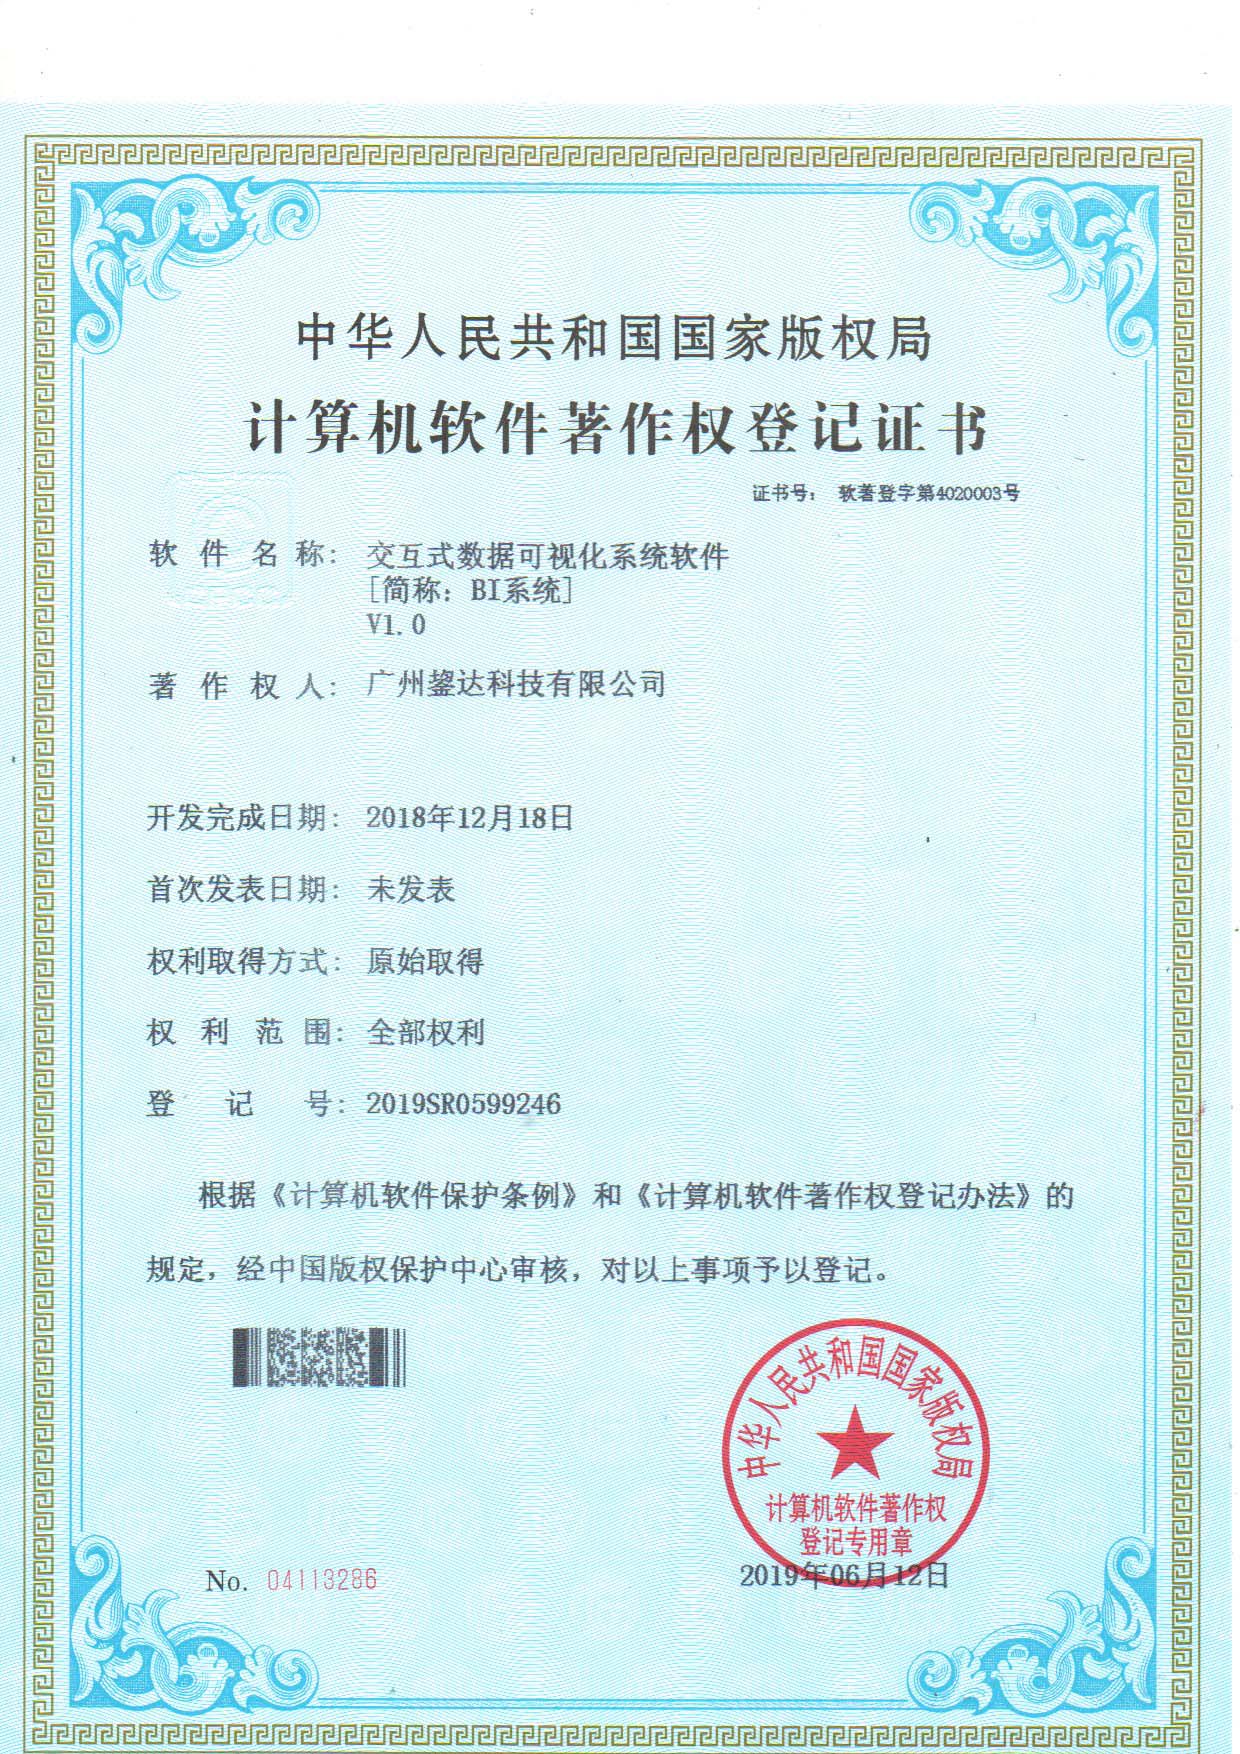 中华人民共和国国家版权局
计算机软件著作权登记证书
证书号： 软著登字第4020003号
软件名称： 交互式数据可视化系统软件
[简称：BI系统]
V1.0
著作权人： 广州鋆达科技有限公司
开发完成日期： 2018年12月18日
首次发表日期： 未发表
权利取得方式： 原始取得
权利范围： 全部权利
登记号： 2019SR0599246
根据《计算机软件保护条例》和《计算机软件著作权登记办法》的
规定，经中国版权保护中心审核，对以上事项予以登记。
中华人民共和国国家版权局
计算机软件著作权
登记专用章
No. 04113286
2019年06月12日